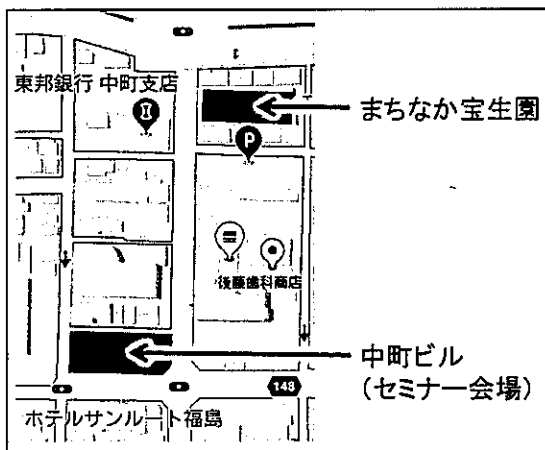 東邦銀行 中町支店
まちなか宝生園
P
後藤歯科商店
中町ビル
(セミナー会場)
148
ホテルサンルート福島